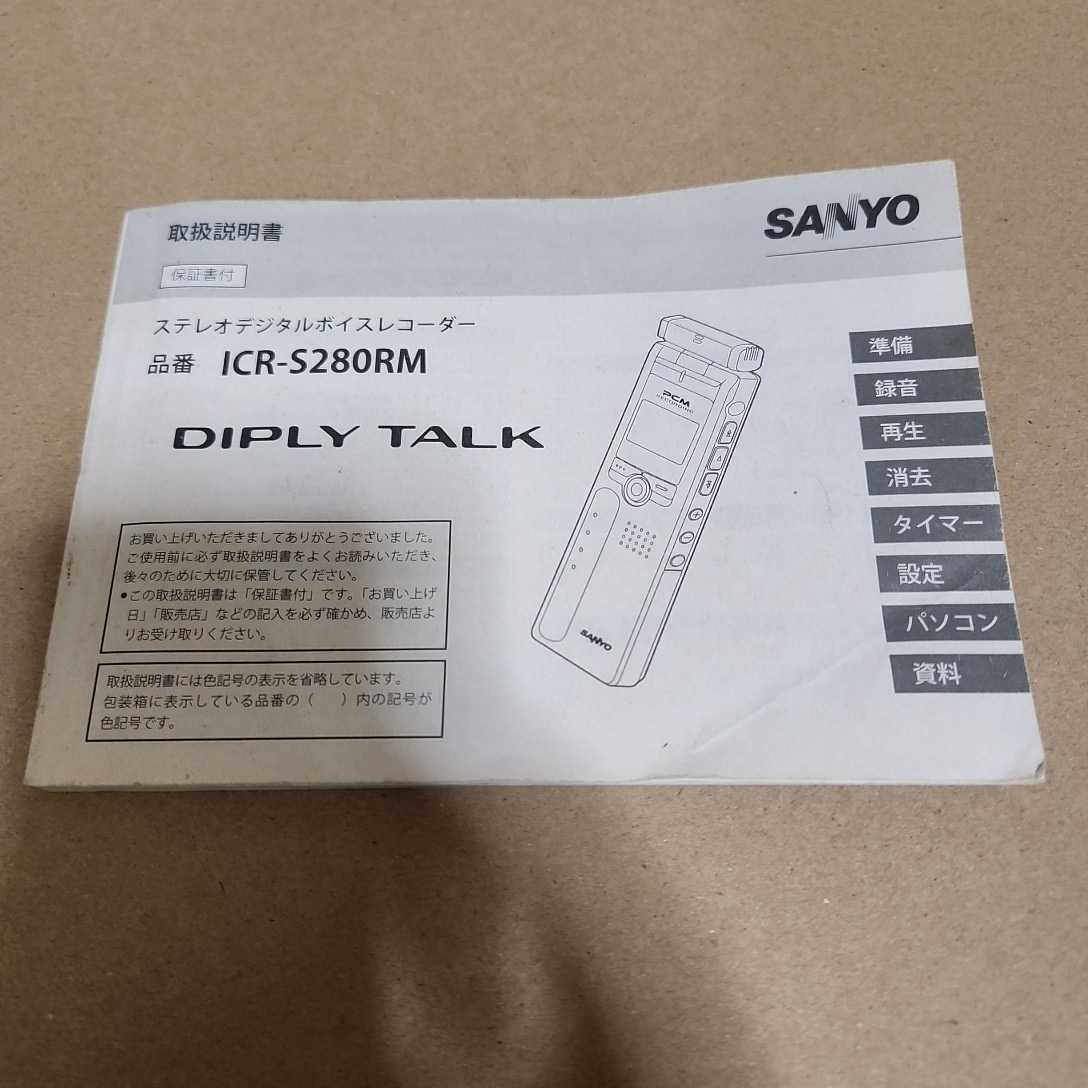 取扱説明書
SANYO
保証書付
ステレオデジタルボイスレコーダー
品番 ICR-S280RM
DIPLY TALK
お買い上げいただきましてありがとうございました。
ご使用前に必ず取扱説明書をよくお読みいただき、
後々のために大切に保管してください。
●この取扱説明書は「保証書付」です。「お買い上げ
日」「販売店」などの記入を必ず確かめ、販売店よ
りお受け取りください。
取扱説明書には色記号の表示を省略しています。
包装箱に表示している品番の（　　）内の記号が
色記号です。
PCM
RECORDING
SANYO
準備
録音
再生
消去
タイマー
設定
パソコン
資料